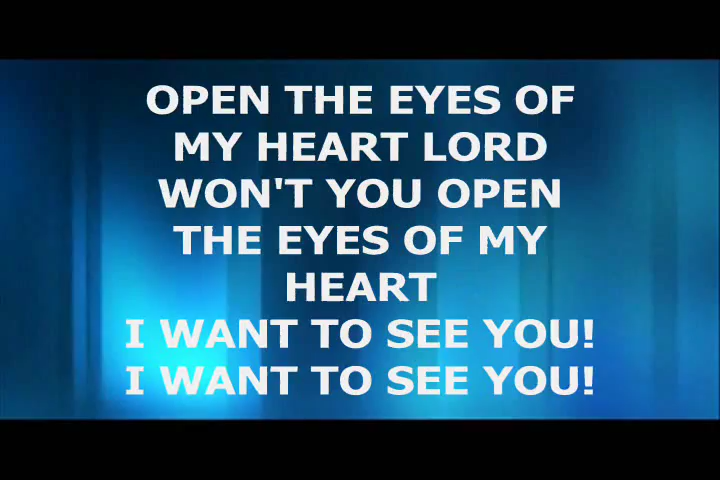 OPEN THE EYES OF
MY HEART LORD
WON'T YOU OPEN
THE EYES OF MY
HEART
I WANT TO SEE YOU!
I WANT TO SEE YOU!